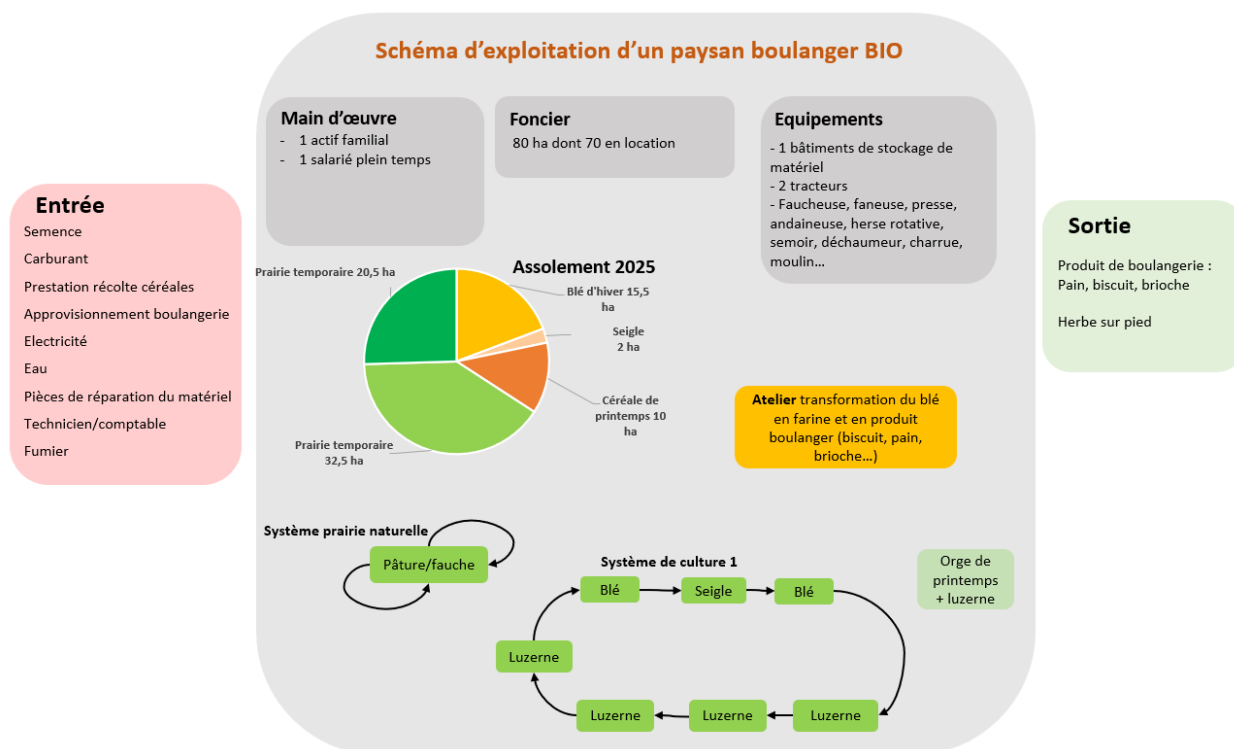 Schéma d’exploitation d’un paysan boulanger BIO
Main d’œuvre
- 1 actif familial
- 1 salarié plein temps
Foncier
80 ha dont 70 en location
Equipements
- 1 bâtiments de stockage de
matériel
- 2 tracteurs
- Faucheuse, faneuse, presse,
andaineuse, herse rotative,
semoir, déchaumeur, charrue,
moulin…
Entrée
Semence
Carburant
Prestation récolte céréales
Approvisionnement boulangerie
Electricité
Eau
Pièces de réparation du matériel
Technicien/comptable
Fumier
Sortie
Produit de boulangerie :
Pain, biscuit, brioche
Herbe sur pied
Assolement 2025
Prairie temporaire 20,5 ha
Blé d'hiver 15,5
ha
Seigle
2 ha
Céréale de
printemps 10
ha
Prairie temporaire
32,5 ha
Atelier transformation du blé
en farine et en produit
boulanger (biscuit, pain,
brioche…)
Système prairie naturelle
Pâture/fauche
Système de culture 1
Blé
Seigle
Blé
Luzerne
Luzerne
Luzerne
Luzerne
Orge de
printemps
+ luzerne